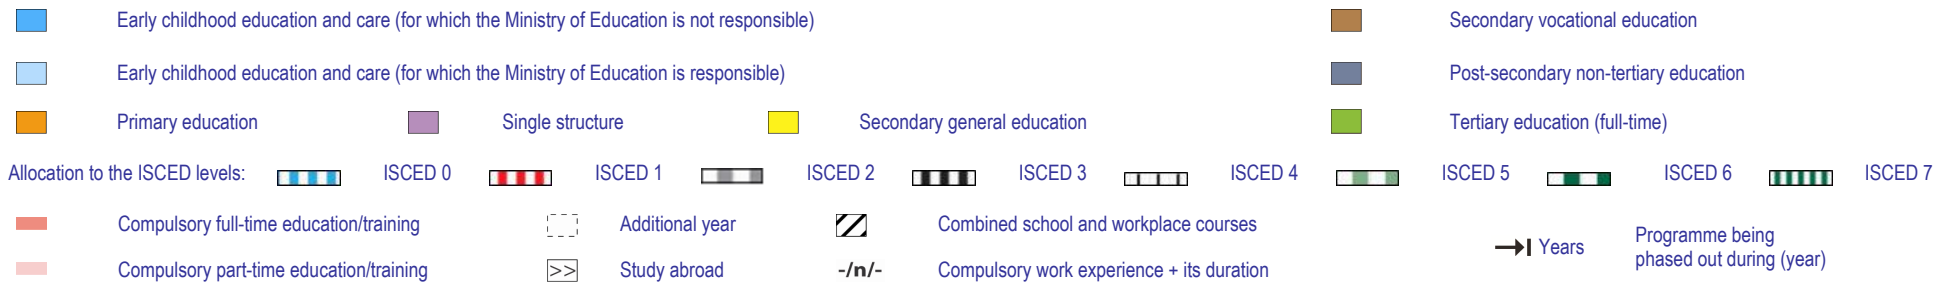 Early childhood education and care (for which the Ministry of Education is not responsible) Secondary vocational education
Early childhood education and care (for which the Ministry of Education is responsible) Post-secondary non-tertiary education
Primary education Single structure Secondary general education Tertiary education (full-time)
Allocation to the ISCED levels: ISCED 0 ISCED 1 ISCED 2 ISCED 3 ISCED 4 ISCED 5 ISCED 6 ISCED 7
Compulsory full-time education/training Additional year Combined school and workplace courses
Compulsory part-time education/training >> Study abroad -/n/- Compulsory work experience + its duration
Years Programme being
phased out during (year)